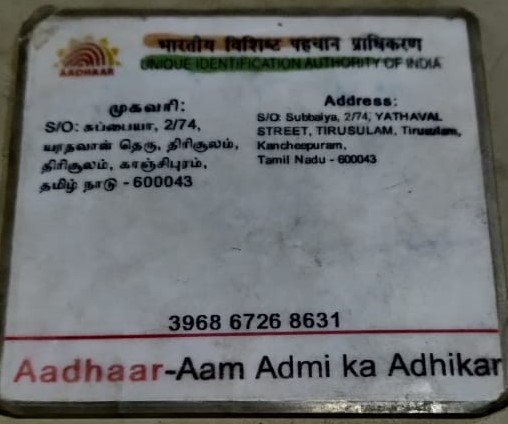 भारतीय विशिष्ट पहचान प्राधिकरण
AADHAAR
UNIQUE IDENTIFICATION AUTHORITY OF INDIA
முகவரி:
S/O: சுப்பையா, 2/74,
யாதவாள் தெரு, திரிசூலம்,
திரிசூலம், காஞ்சிபுரம்,
தமிழ் நாடு - 600043
Address:
S/O: Subbaiya, 2/74, YATHAVAL
STREET, TIRUSULAM, Tirusulam,
Kancheepuram,
Tamil Nadu - 600043
3968 6726 8631
Aadhaar-Aam Admi ka Adhikar